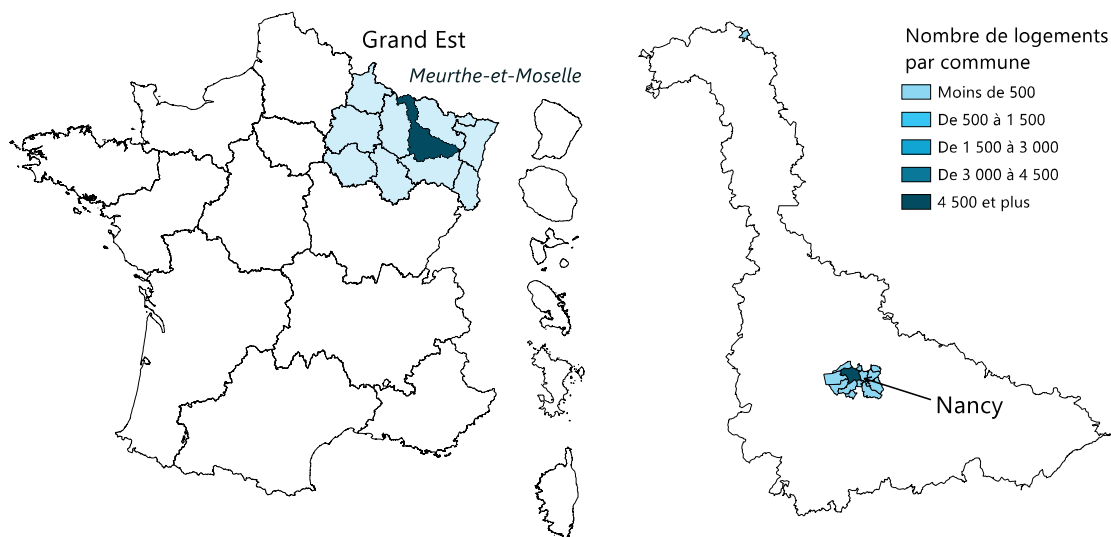 Grand Est
Meurthe-et-Moselle
Nombre de logements
par commune
Moins de 500
De 500 à 1 500
De 1 500 à 3 000
De 3 000 à 4 500
4 500 et plus
Nancy